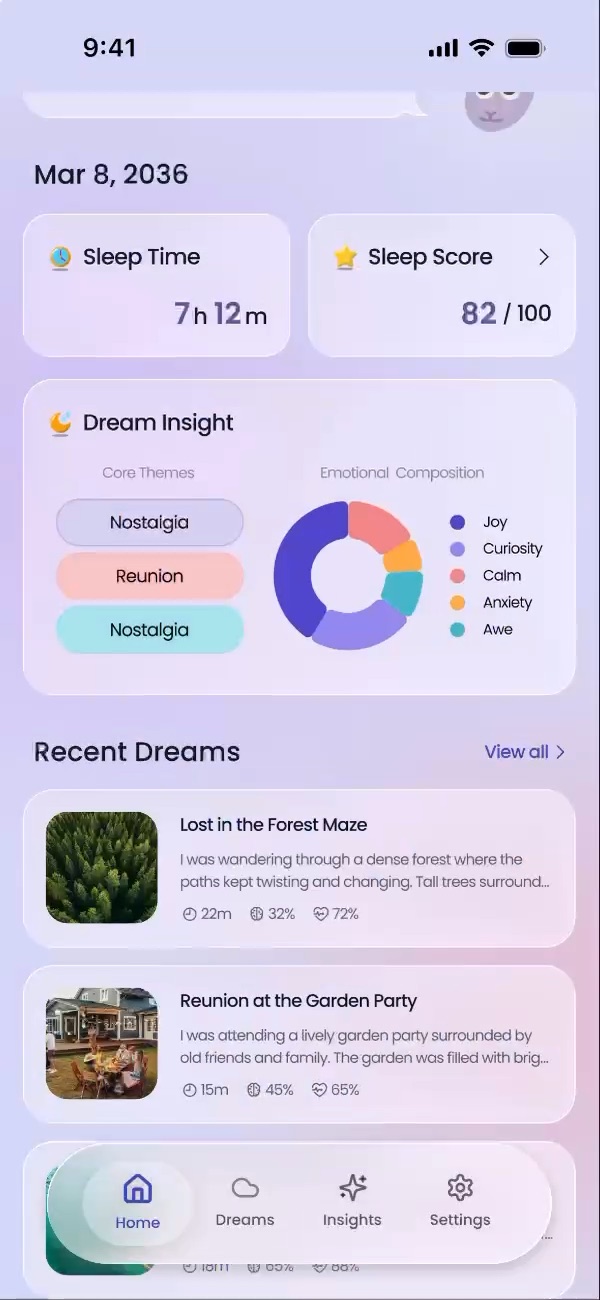 9:41
Mar 8, 2036
Sleep Time
7h 12m
Sleep Score
82 / 100
Dream Insight
Core Themes
Nostalgia
Reunion
Nostalgia
Emotional Composition
Joy
Curiosity
Calm
Anxiety
Awe
Recent Dreams
View all
Lost in the Forest Maze
I was wandering through a dense forest where the
paths kept twisting and changing. Tall trees surround...
22m 32% 72%
Reunion at the Garden Party
I was attending a lively garden party surrounded by
old friends and family. The garden was filled with brig...
15m 45% 65%
...
Home
Dreams
Insights
Settings
18m 65% 88%